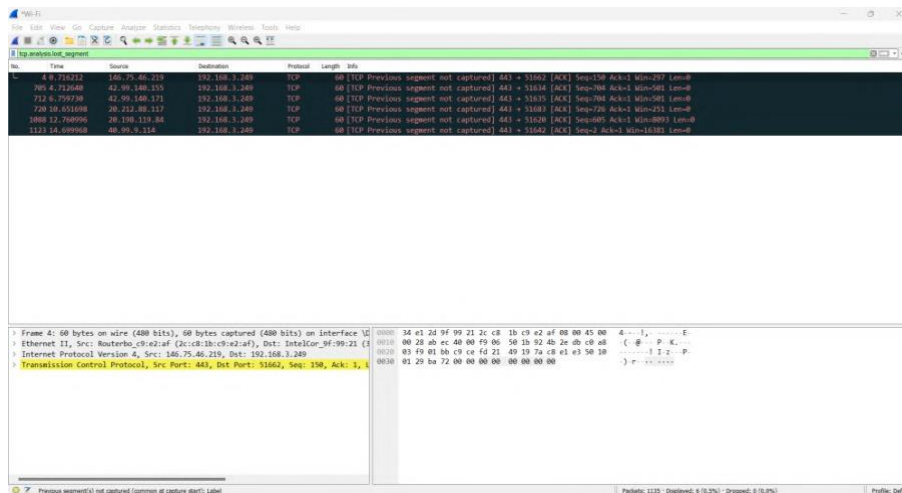 *Wi-Fi
File Edit View Go Capture Analyze Statistics Telephony Wireless Tools Help
tcp.analysis.lost_segment
No. Time Source Destination Protocol Length Info
4 0.716212 146.75.46.219 192.168.3.249 TCP 60 [TCP Previous segment not captured] 443 → 51662 [ACK] Seq=150 Ack=1 Win=297 Len=0
705 4.712640 42.99.140.155 192.168.3.249 TCP 60 [TCP Previous segment not captured] 443 → 51634 [ACK] Seq=704 Ack=1 Win=501 Len=0
712 6.759730 42.99.140.171 192.168.3.249 TCP 60 [TCP Previous segment not captured] 443 → 51635 [ACK] Seq=704 Ack=1 Win=501 Len=0
720 10.651698 20.212.88.117 192.168.3.249 TCP 60 [TCP Previous segment not captured] 443 → 51683 [ACK] Seq=726 Ack=1 Win=251 Len=0
1088 12.760996 20.198.119.84 192.168.3.249 TCP 60 [TCP Previous segment not captured] 443 → 51620 [ACK] Seq=605 Ack=1 Win=8093 Len=0
1123 14.699968 40.99.9.114 192.168.3.249 TCP 60 [TCP Previous segment not captured] 443 → 51642 [ACK] Seq=2 Ack=1 Win=16381 Len=0
> Frame 4: 60 bytes on wire (480 bits), 60 bytes captured (480 bits) on interface \D
> Ethernet II, Src: Routerbo_c9:e2:af (2c:c8:1b:c9:e2:af), Dst: IntelCor_9f:99:21 (3
> Internet Protocol Version 4, Src: 146.75.46.219, Dst: 192.168.3.249
> Transmission Control Protocol, Src Port: 443, Dst Port: 51662, Seq: 150, Ack: 1, L
0000 34 e1 2d 9f 99 21 2c c8 1b c9 e2 af 08 00 45 00 4·-··!,· ······E·
0010 00 28 ab ec 40 00 f9 06 50 1b 92 4b 2e db c0 a8 ·(··@··· P··K.···
0020 03 f9 01 bb c9 ce fd 21 49 19 7a c8 e1 e3 50 10 ·······! I·z···P·
0030 01 29 ba 72 00 00 00 00 00 00 00 00 ·)·r···· ····
Previous segment(s) not captured (common at capture start): Label
Packets: 1135 · Displayed: 6 (0.5%) · Dropped: 0 (0.0%)
Profile: Def